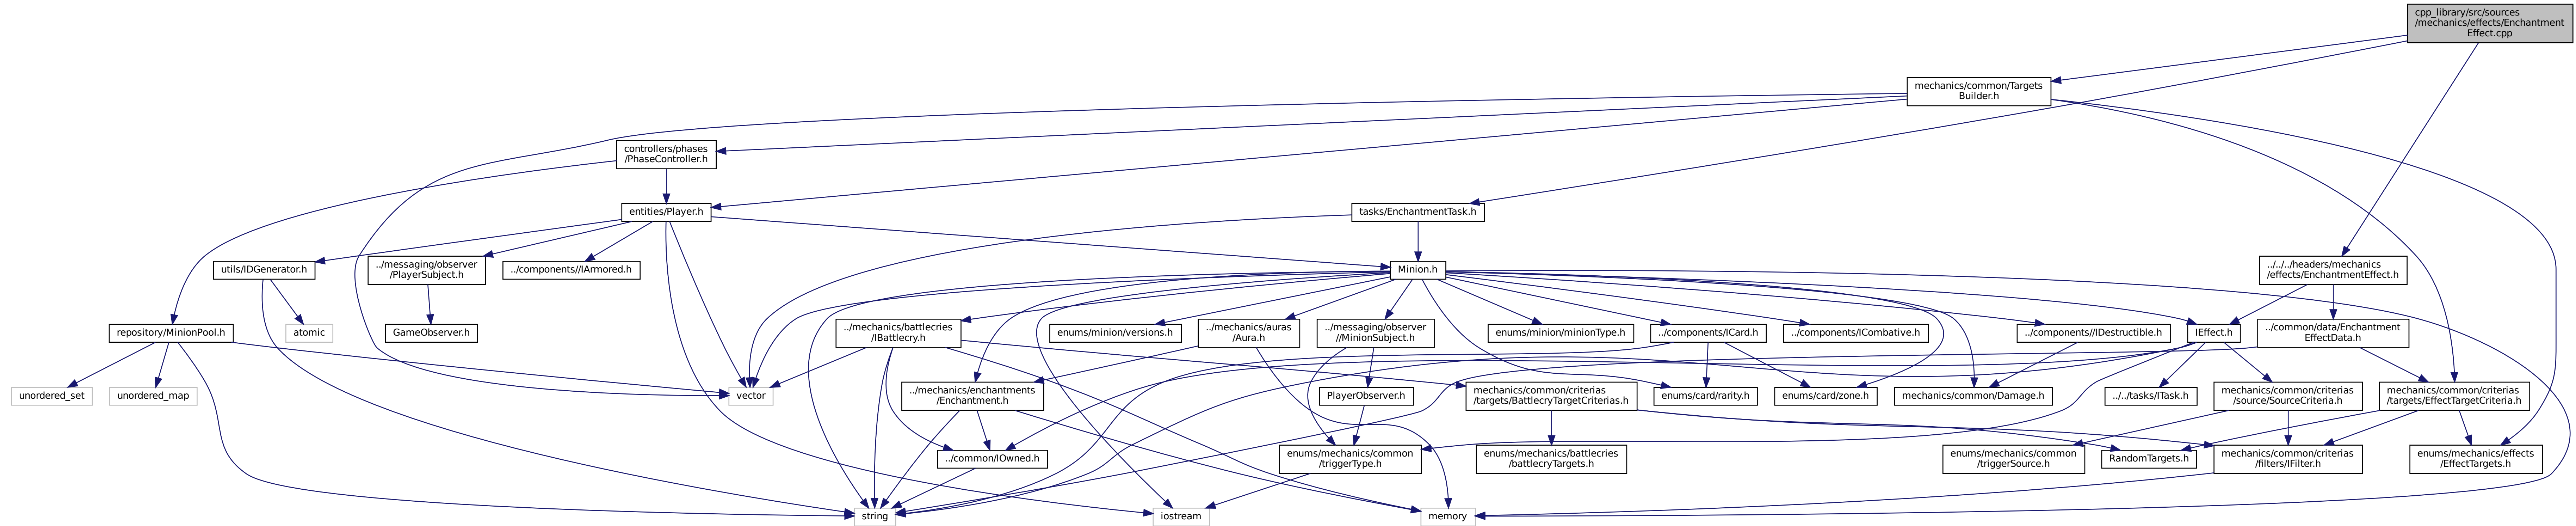 cpp_library/src/sources
/mechanics/effects/Enchantment
Effect.cpp
mechanics/common/Targets
Builder.h
controllers/phases
/PhaseController.h
entities/Player.h
tasks/EnchantmentTask.h
utils/IDGenerator.h
../messaging/observer
/PlayerSubject.h
../components//IArmored.h
Minion.h
../../../headers/mechanics
/effects/EnchantmentEffect.h
repository/MinionPool.h
atomic
GameObserver.h
../mechanics/battlecries
/IBattlecry.h
enums/minion/versions.h
../mechanics/auras
/Aura.h
../messaging/observer
//MinionSubject.h
enums/minion/minionType.h
../components/ICard.h
../components/ICombative.h
../components//IDestructible.h
IEffect.h
../common/data/Enchantment
EffectData.h
unordered_set
unordered_map
vector
../mechanics/enchantments
/Enchantment.h
PlayerObserver.h
mechanics/common/criterias
/targets/BattlecryTargetCriterias.h
enums/card/rarity.h
enums/card/zone.h
mechanics/common/Damage.h
../../tasks/ITask.h
mechanics/common/criterias
/source/SourceCriteria.h
mechanics/common/criterias
/targets/EffectTargetCriteria.h
../common/IOwned.h
enums/mechanics/common
/triggerType.h
enums/mechanics/battlecries
/battlecryTargets.h
enums/mechanics/common
/triggerSource.h
RandomTargets.h
mechanics/common/criterias
/filters/IFilter.h
enums/mechanics/effects
/EffectTargets.h
string
iostream
memory